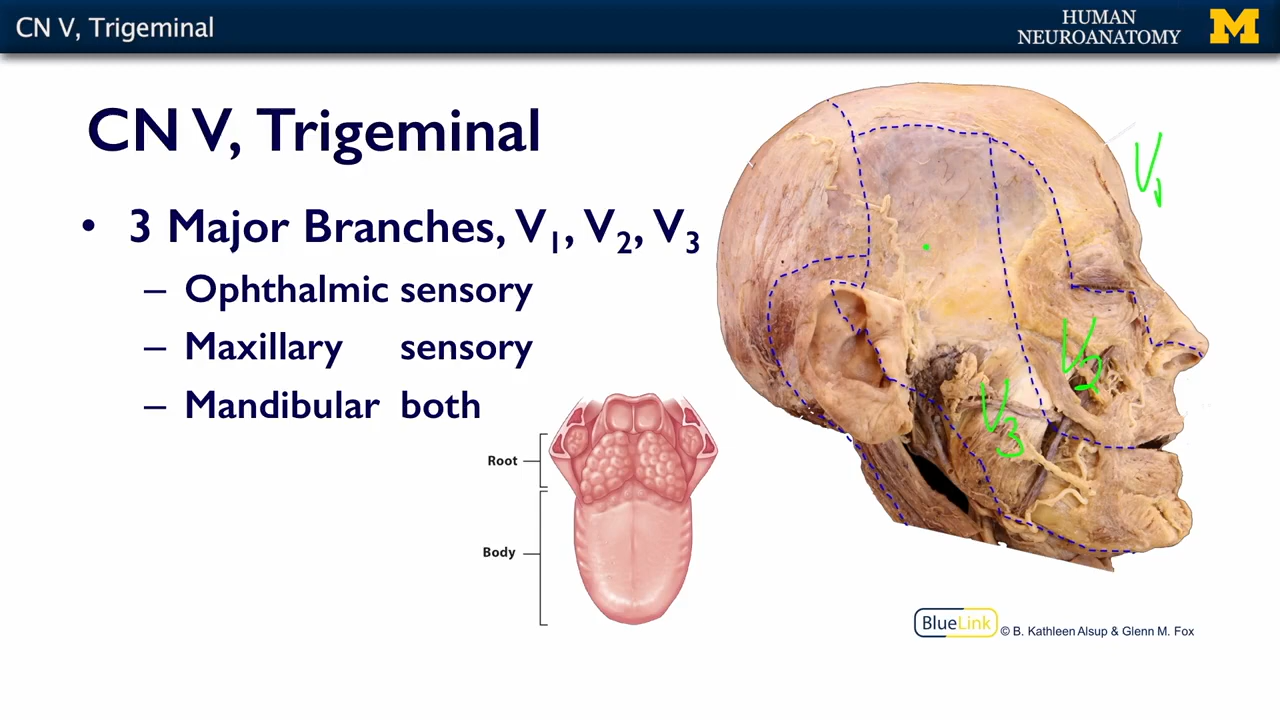 CN V, Trigeminal
HUMAN
NEUROANATOMY
M
CN V, Trigeminal
• 3 Major Branches, V₁, V₂, V₃
– Ophthalmic sensory
– Maxillary sensory
– Mandibular both
Root
Body
V₁
V₂
V₃
BlueLink © B. Kathleen Alsup & Glenn M. Fox